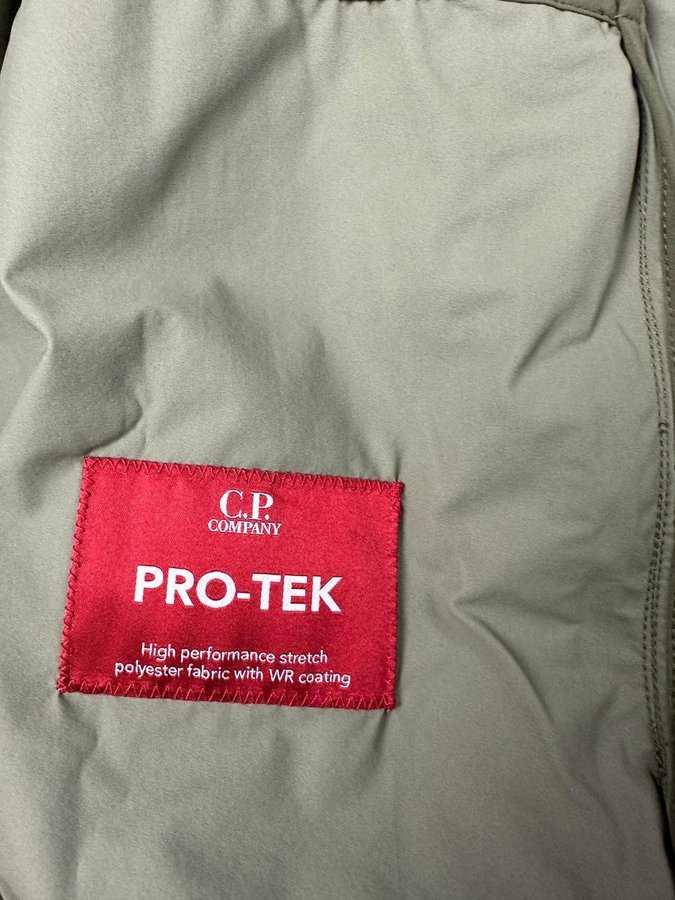 C.P.
COMPANY
PRO-TEK
High performance stretch
polyester fabric with WR coating